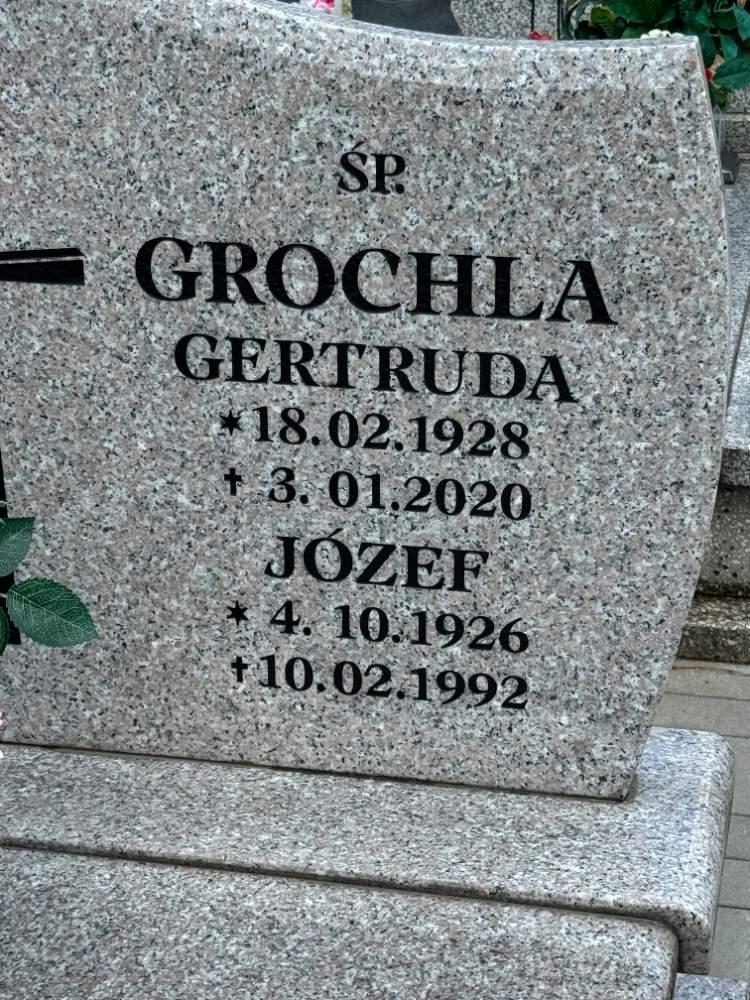 ŚP.
GROCHLA
GERTRUDA
*18.02.1928
† 3. 01.2020
JÓZEF
* 4. 10.1926
†10.02.1992